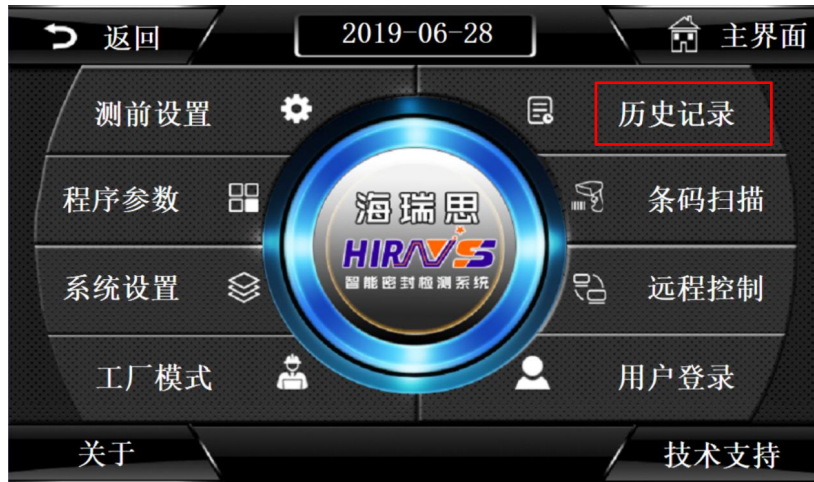 返回
2019-06-28
主界面
测前设置
历史记录
程序参数
条码扫描
海瑞思
HIRAYS
智能密封检测系统
系统设置
远程控制
工厂模式
用户登录
关于
技术支持